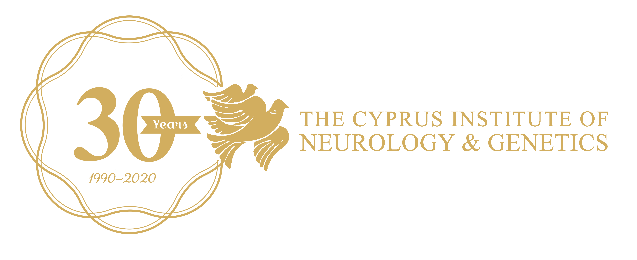 30
Years
1990-2020
THE CYPRUS INSTITUTE OF
NEUROLOGY & GENETICS